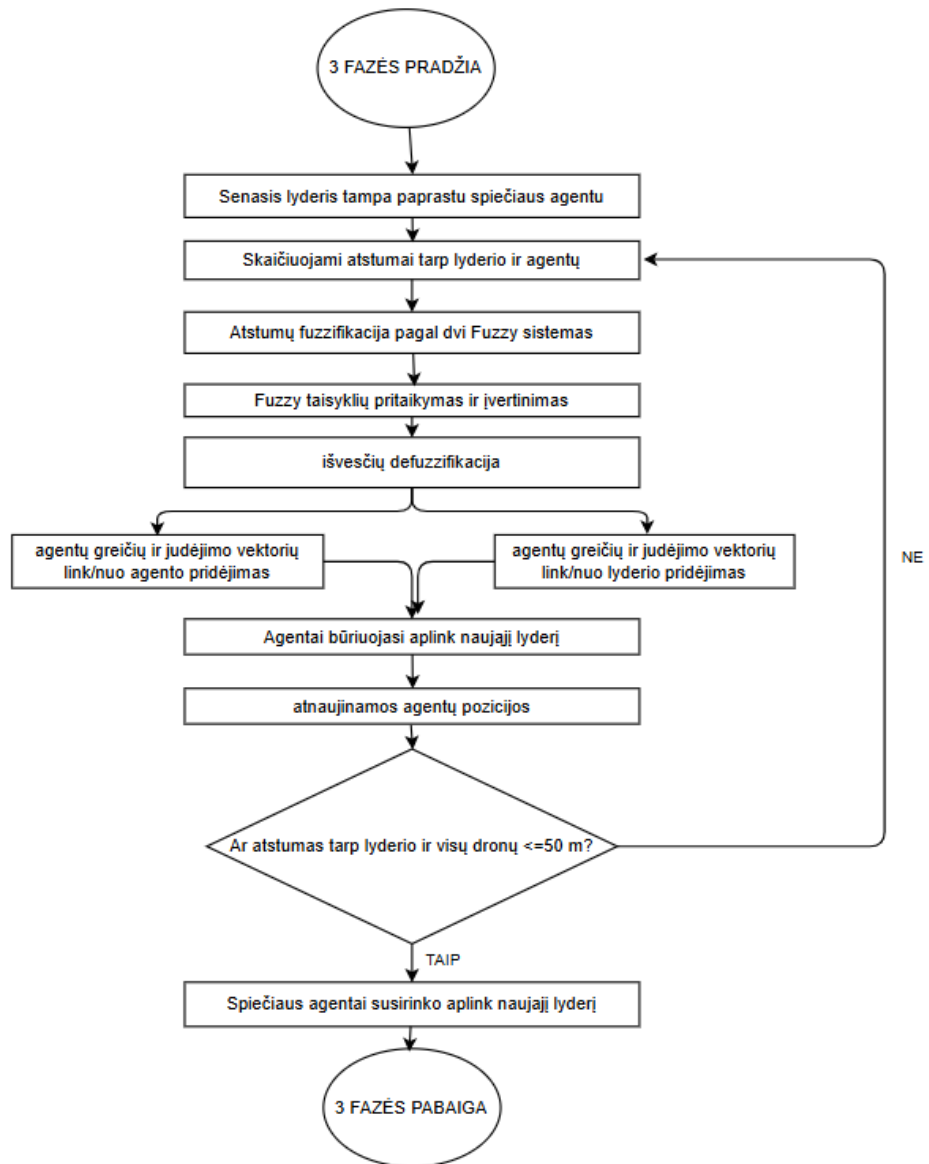 3 FAZĖS PRADŽIA
Senasis lyderis tampa paprastu spiečiaus agentu
Skaičiuojami atstumai tarp lyderio ir agentų
Atstumų fuzzifikacija pagal dvi Fuzzy sistemas
Fuzzy taisyklių pritaikymas ir įvertinimas
išvesčių defuzzifikacija
agentų greičių ir judėjimo vektorių
link/nuo agento pridėjimas
agentų greičių ir judėjimo vektorių
link/nuo lyderio pridėjimas
NE
Agentai būriuojasi aplink naująjį lyderį
atnaujinamos agentų pozicijos
Ar atstumas tarp lyderio ir visų dronų <=50 m?
TAIP
Spiečiaus agentai susirinko aplink naująjį lyderį
3 FAZĖS PABAIGA